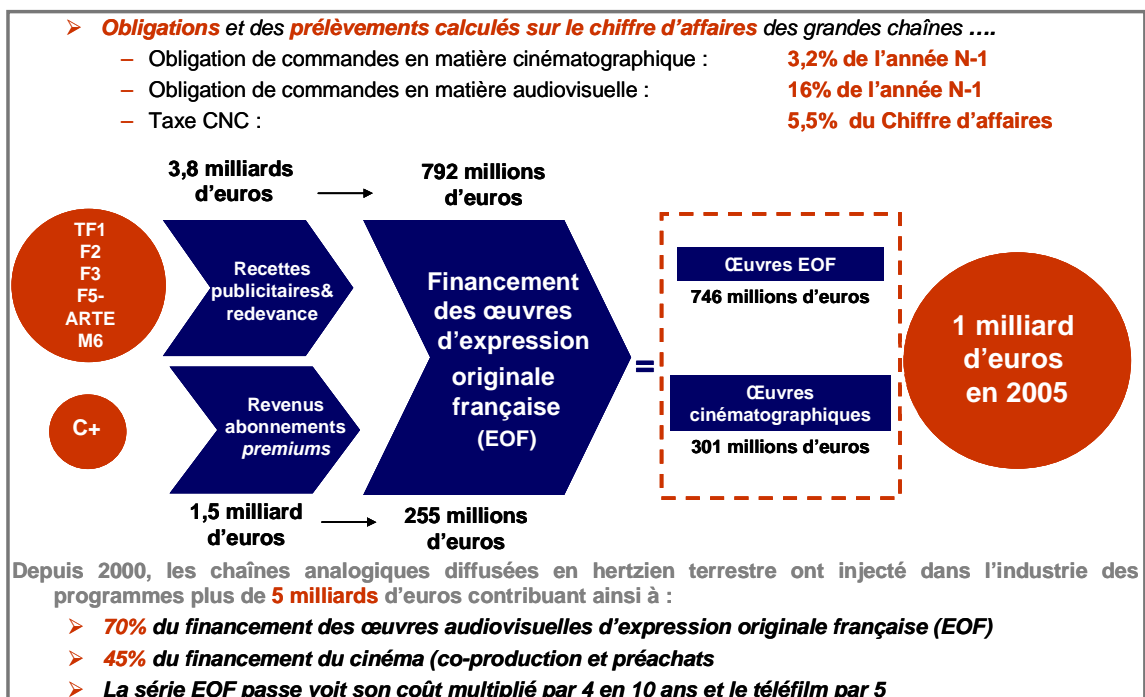 ➢ Obligations et des prélèvements calculés sur le chiffre d'affaires des grandes chaînes ….
– Obligation de commandes en matière cinématographique : 3,2% de l'année N-1
– Obligation de commandes en matière audiovisuelle : 16% de l'année N-1
– Taxe CNC : 5,5% du Chiffre d'affaires
3,8 milliards
d'euros
792 millions
d'euros
TF1
F2
F3
F5-
ARTE
M6
Recettes
publicitaires&
redevance
C+
Revenus
abonnements
premiums
1,5 milliard
d'euros
255 millions
d'euros
Financement
des œuvres
d'expression
originale
française
(EOF)
=
Œuvres EOF
746 millions d'euros
Œuvres
cinématographiques
301 millions d'euros
1 milliard
d'euros
en 2005
Depuis 2000, les chaînes analogiques diffusées en hertzien terrestre ont injecté dans l'industrie des
programmes plus de 5 milliards d'euros contribuant ainsi à :
➢ 70% du financement des œuvres audiovisuelles d'expression originale française (EOF)
➢ 45% du financement du cinéma (co-production et préachats
➢ La série EOF passe voit son coût multiplié par 4 en 10 ans et le téléfilm par 5